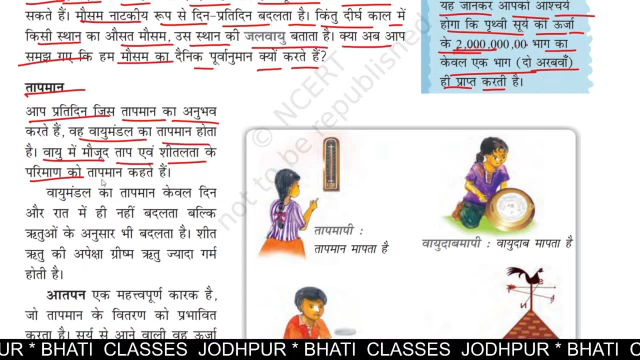 सकते हैं। मौसम नाटकीय रूप से दिन-प्रतिदिन बदलता है। किंतु दीर्घ काल में
किसी स्थान का औसत मौसम, उस स्थान की जलवायु बताता है। क्या अब आप
समझ गए कि हम मौसम का दैनिक पूर्वानुमान क्यों करते हैं?
तापमान
आप प्रतिदिन जिस तापमान का अनुभव
करते हैं, वह वायुमंडल का तापमान होता
है। वायु में मौजूद ताप एवं शीतलता के
परिमाण को तापमान कहते हैं।
वायुमंडल का तापमान केवल दिन
और रात में ही नहीं बदलता बल्कि
ऋतुओं के अनुसार भी बदलता है। शीत
ऋतु की अपेक्षा ग्रीष्म ऋतु ज्यादा गर्म
होती है।
आतपन एक महत्त्वपूर्ण कारक है,
जो तापमान के वितरण को प्रभावित
करता है। सूर्य से आने वाली वह ऊर्जा
यह जानकर आपको आश्चर्य
होगा कि पृथ्वी सूर्य की ऊर्जा
के 2,000,000,00 भाग का
केवल एक भाग (दो अरबवाँ)
ही प्राप्त करती है।
© NCERT
not to be republished
तापमापी :
तापमान मापता है
वायुदाबमापी : वायुदाब मापता है
PUR * BHATI CLASSES JODHPUR * BHATI CLASSES JODHPUR * BHATI CL